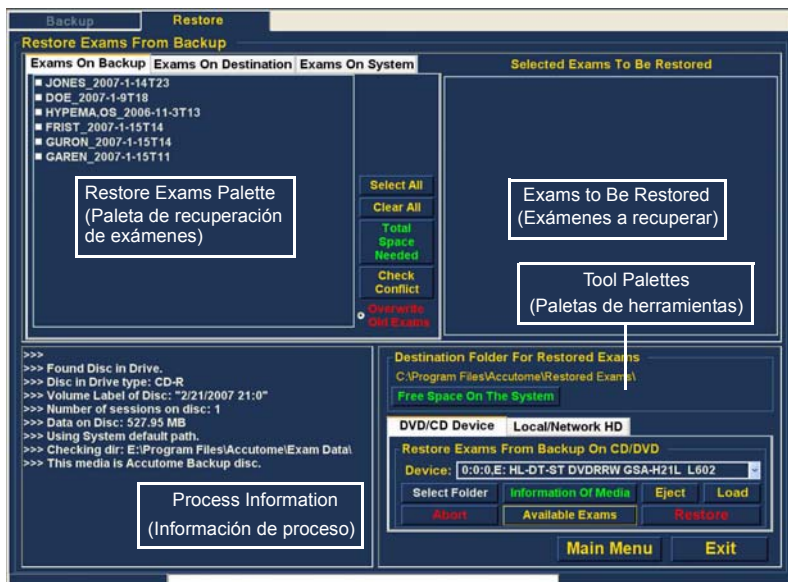 Backup
Restore
Restore Exams From Backup
Exams On Backup
Exams On Destination
Exams On System
JONES_2007-1-14T23
DOE_2007-1-9T18
HYPEMA,OS_2006-11-3T13
FRIST_2007-1-15T14
GURON_2007-1-15T14
GAREN_2007-1-15T11
Restore Exams Palette
(Paleta de recuperación
de exámenes)
Select All
Clear All
Total
Space
Needed
Check
Conflict
Overwrite
Old Exams
Selected Exams To Be Restored
Exams to Be Restored
(Exámenes a recuperar)
Tool Palettes
(Paletas de herramientas)
>>>
>>> Found Disc in Drive.
>>> Disc in Drive type: CD-R
>>> Volume Label of Disc: "2/21/2007 21:0"
>>> Number of sessions on disc: 1
>>> Data on Disc: 527.95 MB
>>> Using System default path.
>>> Checking dir: E:\Program Files\Accutome\Exam Data\
>>> This media is Accutome Backup disc.
Process Information
(Información de proceso)
Destination Folder For Restored Exams
C:\Program Files\Accutome\Restored Exams\
Free Space On The System
DVD/CD Device
Local/Network HD
Restore Exams From Backup On CD/DVD
Device: 0:0:0,E: HL-DT-ST DVDRRW GSA-H21L L602
Select Folder
Information Of Media
Eject
Load
Abort
Available Exams
Restore
Main Menu
Exit